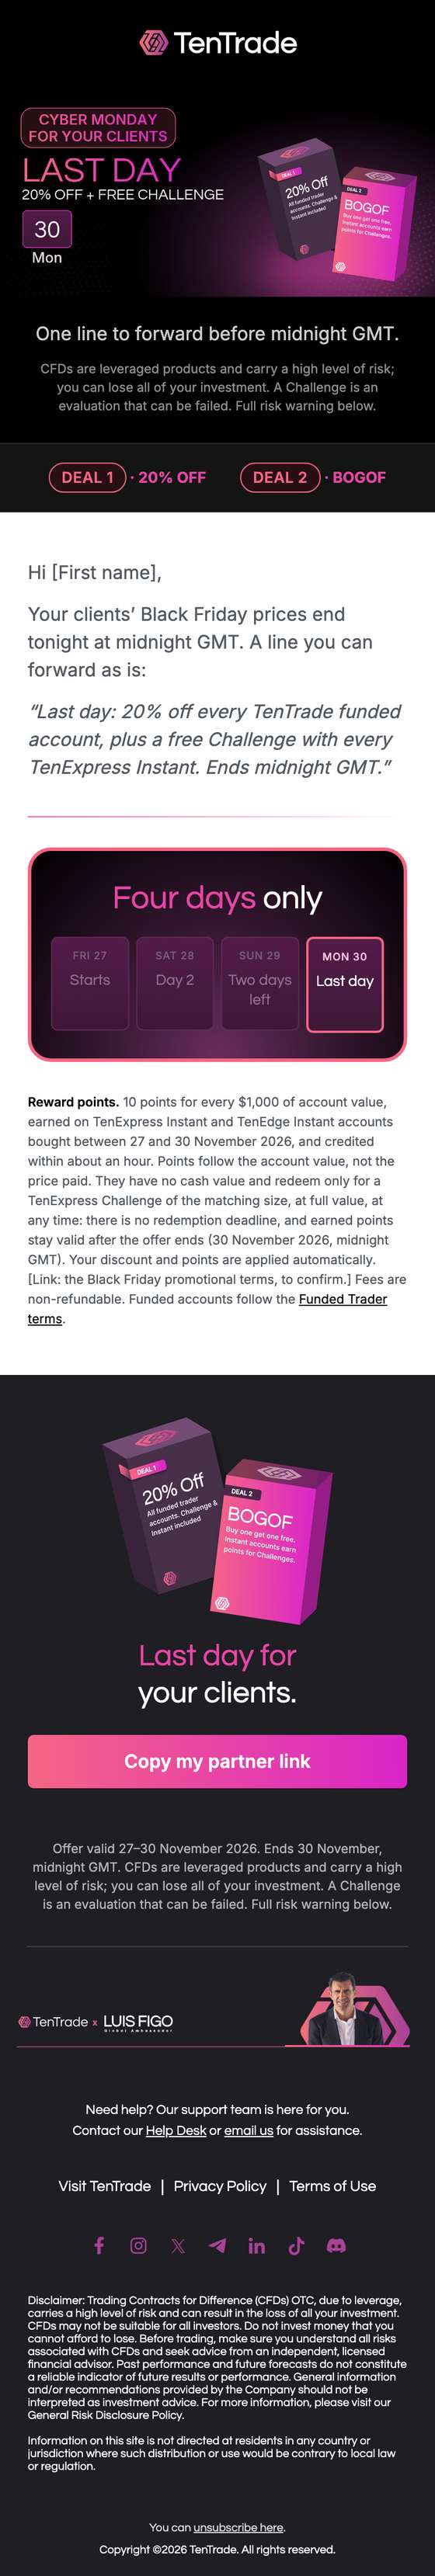 TenTrade
CYBER MONDAY
FOR YOUR CLIENTS
LAST DAY
20% OFF + FREE CHALLENGE
30
Mon
DEAL 1
20% Off
All funded trader
accounts. Challenge &
Instant included
DEAL 2
BOGOF
Buy one get one free.
Instant accounts earn
points for Challenges.
One line to forward before midnight GMT.
CFDs are leveraged products and carry a high level of risk;
you can lose all of your investment. A Challenge is an
evaluation that can be failed. Full risk warning below.
DEAL 1 · 20% OFF DEAL 2 · BOGOF
Hi [First name],
Your clients’ Black Friday prices end
tonight at midnight GMT. A line you can
forward as is:
“Last day: 20% off every TenTrade funded
account, plus a free Challenge with every
TenExpress Instant. Ends midnight GMT.”
Four days only
FRI 27 SAT 28 SUN 29 MON 30
Starts Day 2 Two days Last day
left
Reward points. 10 points for every $1,000 of account value,
earned on TenExpress Instant and TenEdge Instant accounts
bought between 27 and 30 November 2026, and credited
within about an hour. Points follow the account value, not the
price paid. They have no cash value and redeem only for a
TenExpress Challenge of the matching size, at full value, at
any time: there is no redemption deadline, and earned points
stay valid after the offer ends (30 November 2026, midnight
GMT). Your discount and points are applied automatically.
[Link: the Black Friday promotional terms, to confirm.] Fees are
non-refundable. Funded accounts follow the Funded Trader
terms.
DEAL 1
20% Off
All funded trader
accounts. Challenge &
Instant included
DEAL 2
BOGOF
Buy one get one free.
Instant accounts earn
points for Challenges.
Last day for
your clients.
Copy my partner link
Offer valid 27–30 November 2026. Ends 30 November,
midnight GMT. CFDs are leveraged products and carry a high
level of risk; you can lose all of your investment. A Challenge
is an evaluation that can be failed. Full risk warning below.
TenTrade x LUIS FIGO
Global Ambassador
Need help? Our support team is here for you.
Contact our Help Desk or email us for assistance.
Visit TenTrade | Privacy Policy | Terms of Use
Disclaimer: Trading Contracts for Difference (CFDs) OTC, due to leverage,
carries a high level of risk and can result in the loss of all your investment.
CFDs may not be suitable for all investors. Do not invest money that you
cannot afford to lose. Before trading, make sure you understand all risks
associated with CFDs and seek advice from an independent, licensed
financial advisor. Past performance and future forecasts do not constitute
a reliable indicator of future results or performance. General information
and/or recommendations provided by the Company should not be
interpreted as investment advice. For more information, please visit our
General Risk Disclosure Policy.
Information on this site is not directed at residents in any country or
jurisdiction where such distribution or use would be contrary to local law
or regulation.
You can unsubscribe here.
Copyright ©2026 TenTrade. All rights reserved.